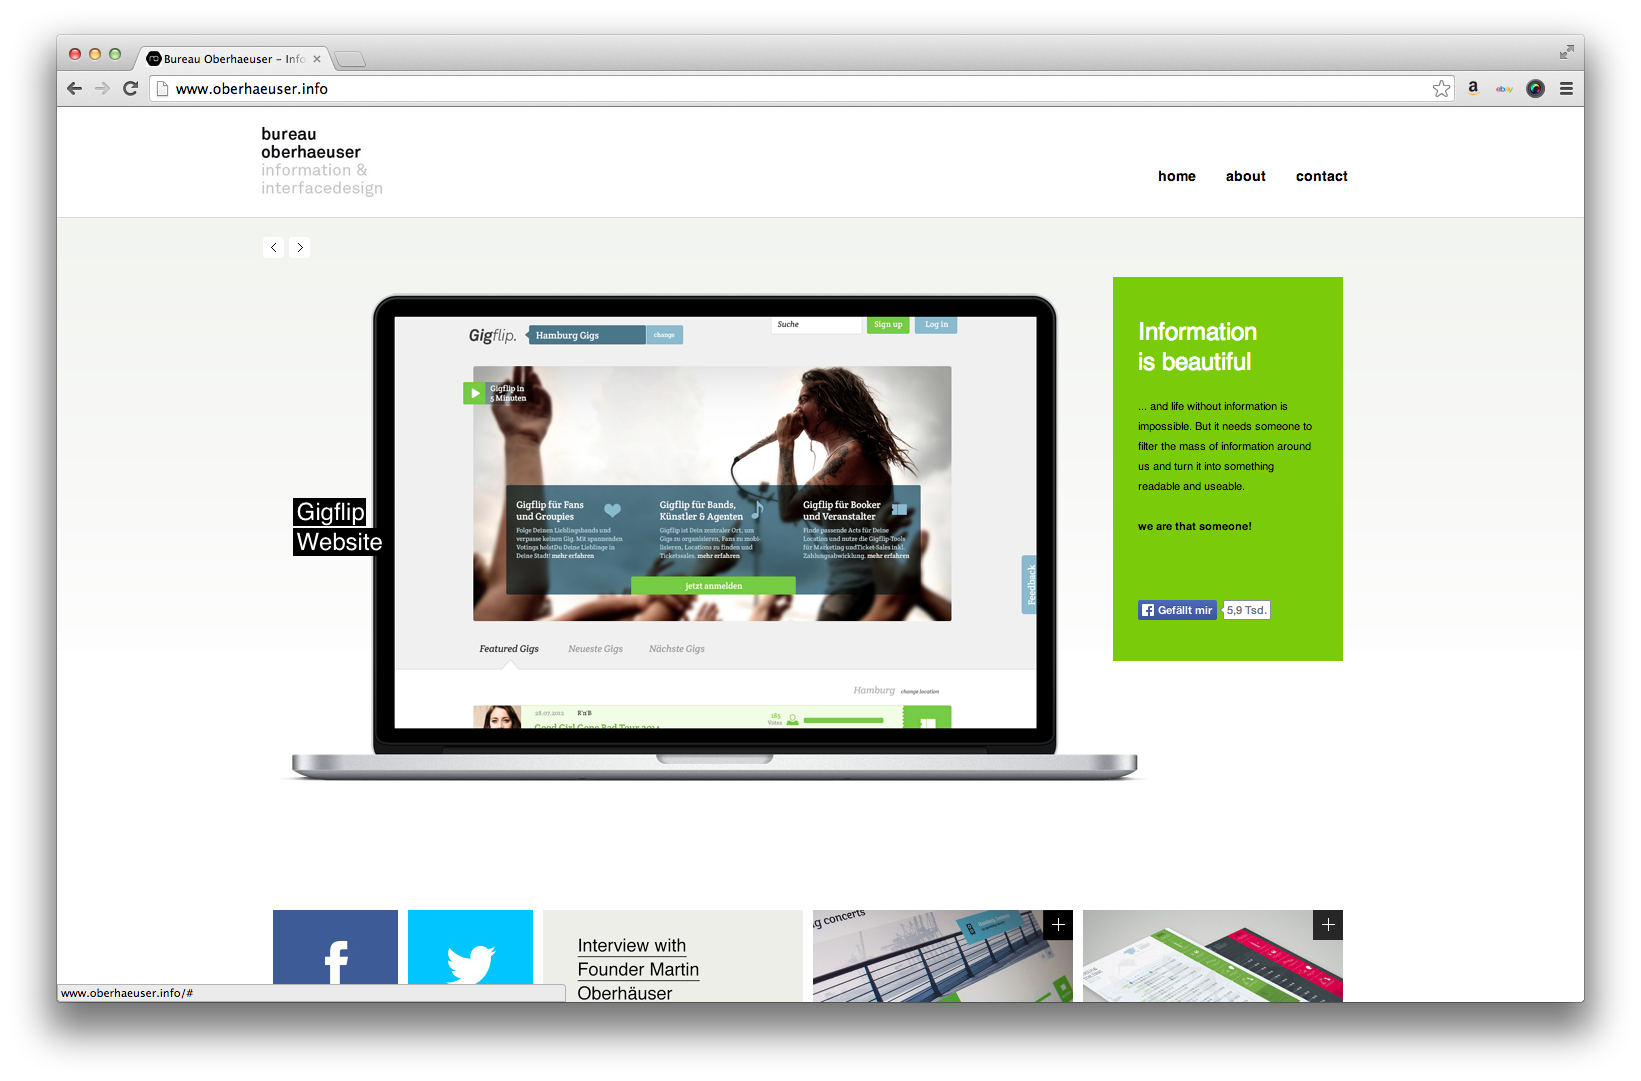 Bureau Oberhaeuser – Info
www.oberhaeuser.info
a
ebay
bureau
oberhaeuser
information &
interfacedesign
home
about
contact
Gigflip.
Hamburg Gigs
change
Suche
Sign up
Log in
Gigflip in
5 Minuten
Gigflip für Fans
und Groupies
Folge Deinen Lieblingsbands und
verpasse keinen Gig. Mit spannenden
Votings holst Du Deine Lieblinge in
Deine Stadt! mehr erfahren
Gigflip für Bands,
Künstler & Agenten
Gigflip ist Dein zentraler Ort, um
Gigs zu organisieren, Fans zu mobi-
lisieren, Locations zu finden und
Ticketssales. mehr erfahren
Gigflip für Booker
und Veranstalter
Finde passende Acts für Deine
Location und nutze die Gigflip-Tools
für Marketing undTicket-Sales inkl.
Zahlungsabwicklung. mehr erfahren
jetzt anmelden
Feedback
Featured Gigs
Neueste Gigs
Nächste Gigs
Hamburg
change location
28.07.2012
R'n'B
Good Girl Gone Bad Tour 2014
185
Votes
Gigflip
Website
Information
is beautiful
... and life without information is
impossible. But it needs someone to
filter the mass of information around
us and turn it into something
readable and useable.
we are that someone!
Gefällt mir
5,9 Tsd.
Interview with
Founder Martin
Oberhäuser
g concerts
www.oberhaeuser.info/#